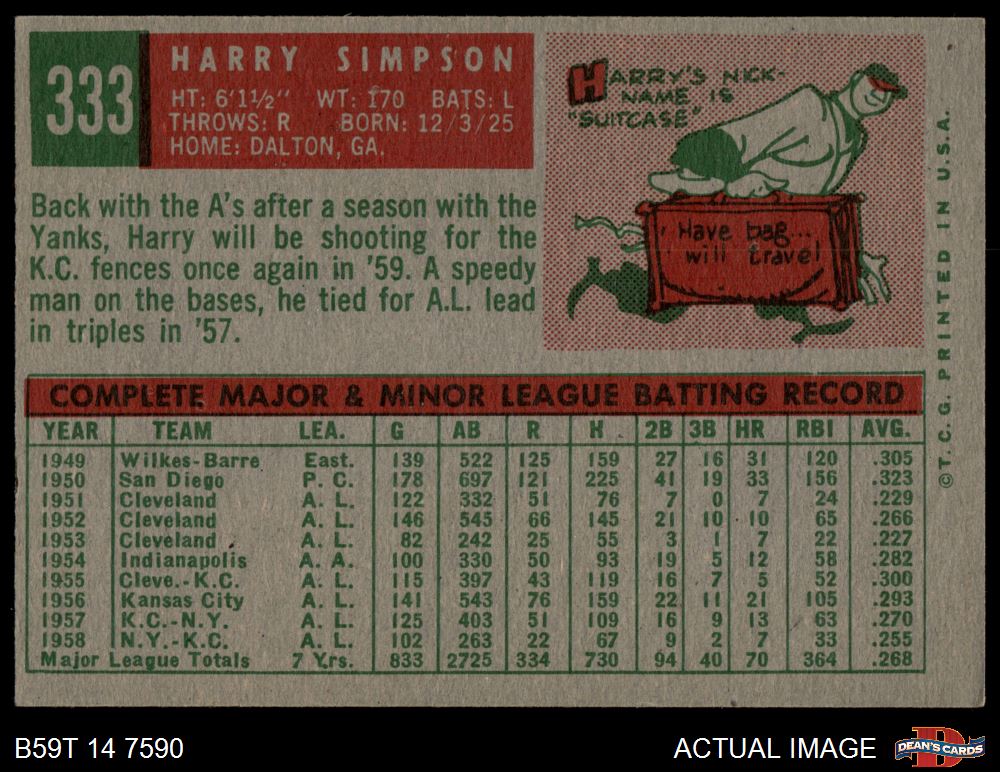 333
HARRY SIMPSON
HT: 6'1½" WT: 170 BATS: L
THROWS: R BORN: 12/3/25
HOME: DALTON, GA.
Back with the A's after a season with the
Yanks, Harry will be shooting for the
K.C. fences once again in '59. A speedy
man on the bases, he tied for A.L. lead
in triples in '57.
HARRY'S NICK-
NAME IS
"SUITCASE"
Have bag...
will travel
©T. C. G. PRINTED IN U.S.A.
COMPLETE MAJOR & MINOR LEAGUE BATTING RECORD
YEAR TEAM LEA. G AB R H 2B 3B HR RBI AVG.
1949 Wilkes-Barre East. 139 522 125 159 27 16 31 120 .305
1950 San Diego P. C. 178 697 121 225 41 19 33 156 .323
1951 Cleveland A. L. 122 332 51 76 7 0 7 24 .229
1952 Cleveland A. L. 146 545 66 145 21 10 10 65 .266
1953 Cleveland A. L. 82 242 25 55 3 1 7 22 .227
1954 Indianapolis A. A. 100 330 50 93 19 5 12 58 .282
1955 Cleve.-K.C. A. L. 115 397 43 119 16 7 5 52 .300
1956 Kansas City A. L. 141 543 76 159 22 11 21 105 .293
1957 K.C.-N.Y. A. L. 125 403 51 109 16 9 13 63 .270
1958 N.Y.-K.C. A. L. 102 263 22 67 9 2 7 33 .255
Major League Totals 7 Yrs. 833 2725 334 730 94 40 70 364 .268
B59T 14 7590
ACTUAL IMAGE
DEAN'S CARDS